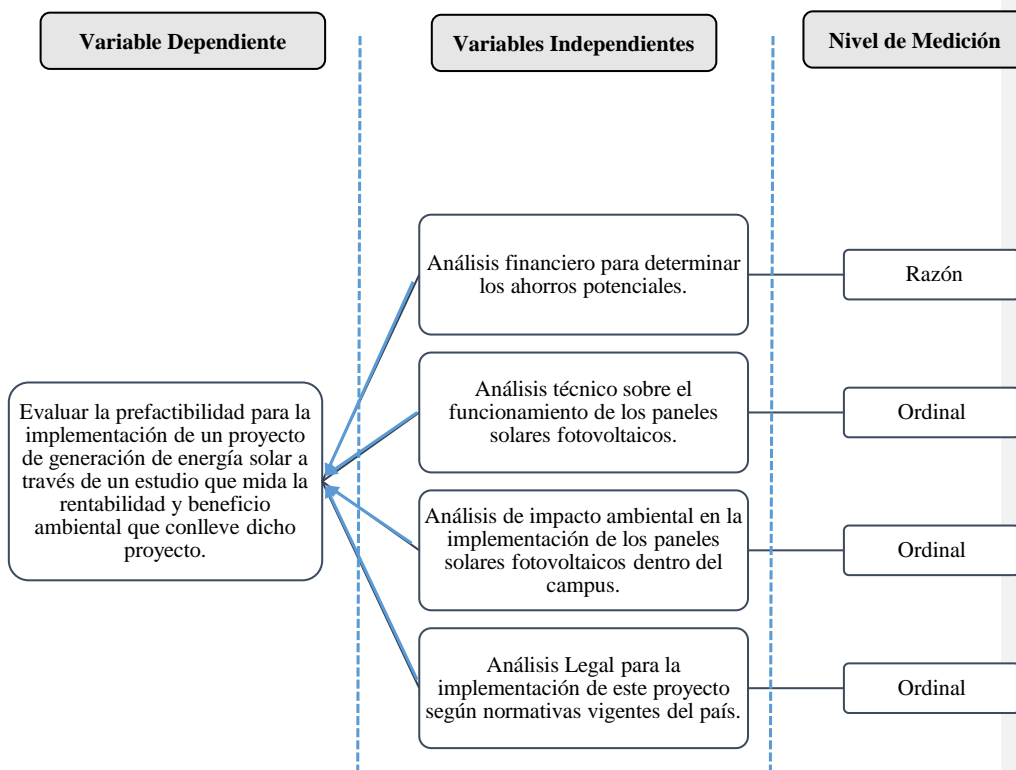 Variable Dependiente
Variables Independientes
Nivel de Medición
Análisis financiero para determinar
los ahorros potenciales.
Razón
Análisis técnico sobre el
funcionamiento de los paneles
solares fotovoltaicos.
Ordinal
Evaluar la prefactibilidad para la
implementación de un proyecto
de generación de energía solar a
través de un estudio que mida la
rentabilidad y beneficio
ambiental que conlleve dicho
proyecto.
Análisis de impacto ambiental en la
implementación de los paneles
solares fotovoltaicos dentro del
campus.
Ordinal
Análisis Legal para la
implementación de este proyecto
según normativas vigentes del país.
Ordinal